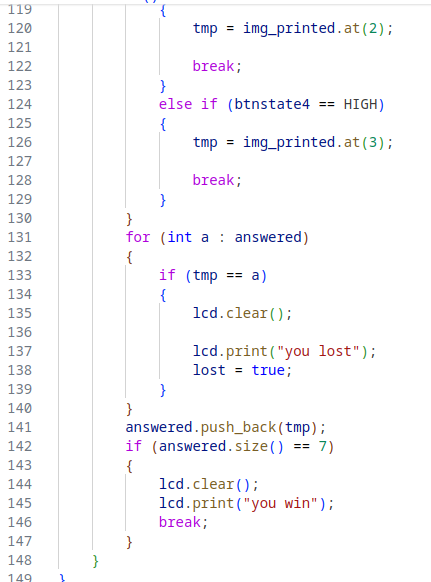 119 {
120 tmp = img_printed.at(2);
121
122 break;
123 }
124 else if (btnstate4 == HIGH)
125 {
126 tmp = img_printed.at(3);
127
128 break;
129 }
130 }
131 for (int a : answered)
132 {
133 if (tmp == a)
134 {
135 lcd.clear();
136
137 lcd.print("you lost");
138 lost = true;
139 }
140 }
141 answered.push_back(tmp);
142 if (answered.size() == 7)
143 {
144 lcd.clear();
145 lcd.print("you win");
146 break;
147 }
148 }
149 }